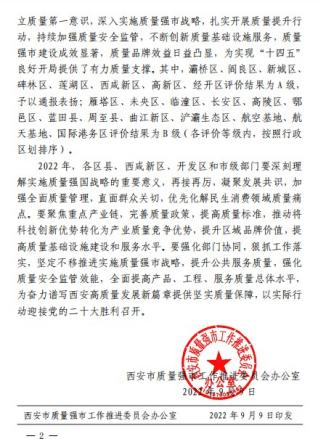 立质量第一意识，深入实施质量强市战略，扎实开展质量提升行
动，持续加强质量安全监管，不断创新质量基础设施服务，质量
强市建设成效显著，质量品牌效益日益凸显，为实现“十四五”
良好开局提供了有力质量支撑。其中，灞桥区、阎良区、新城区、
碑林区、莲湖区、西咸新区、高新区、经开区评价结果为 A 级，
予以通报表扬；雁塔区、未央区、临潼区、长安区、高陵区、鄠
邑区、蓝田县、周至县、曲江新区、浐灞生态区、航空基地、航
天基地、国际港务区评价结果为 B 级（各评价等级内，按照行政
区划排序）。
2022 年，各区县、西咸新区、开发区和市级部门要深刻理
解实施质量强国战略的重要意义，再接再厉，凝聚发展共识，加
强全面质量管理，直面群众关切，优先化解民生消费领域质量痛
点。要聚焦重点产业链，完善质量政策，提高质量标准，推动将
科技创新优势转化为产业质量竞争优势，提升区域品牌价值，提
高质量基础设施建设和服务水平。要强化部门协同，狠抓工作落
实，坚定不移推进实施质量强市战略，提升公共服务质量，强化
质量安全监管效能，全面提高产品、工程、服务质量总体水平，
为奋力谱写西安高质量发展新篇章提供坚实质量保障，以实际行
动迎接党的二十大胜利召开。
西安市质量强市工作推进委员会办公室
2022 年 9 月 9 日
西安市质量强市工作推进委员会办公室 2022 年 9 月 9 日印发
— 2 —